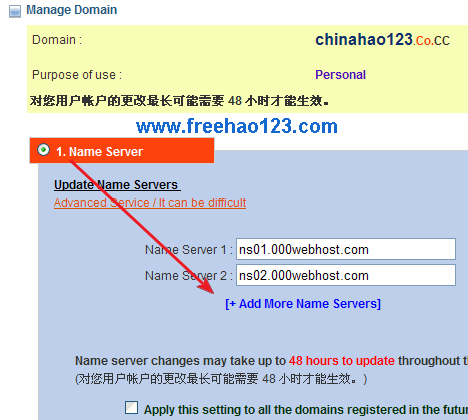 Manage Domain
Domain : chinahao123.Co.CC
Purpose of use : Personal
对您用户帐户的更改最长可能需要 48 小时才能生效。
www.freehao123.com
1. Name Server
Update Name Servers
Advanced Service / It can be difficult
Name Server 1 : ns01.000webhost.com
Name Server 2 : ns02.000webhost.com
[+ Add More Name Servers]
Name server changes may take up to 48 hours to update throughout
(对您用户帐户的更改最长可能需要 48 小时才能生效。)
Apply this setting to all the domains registered in the